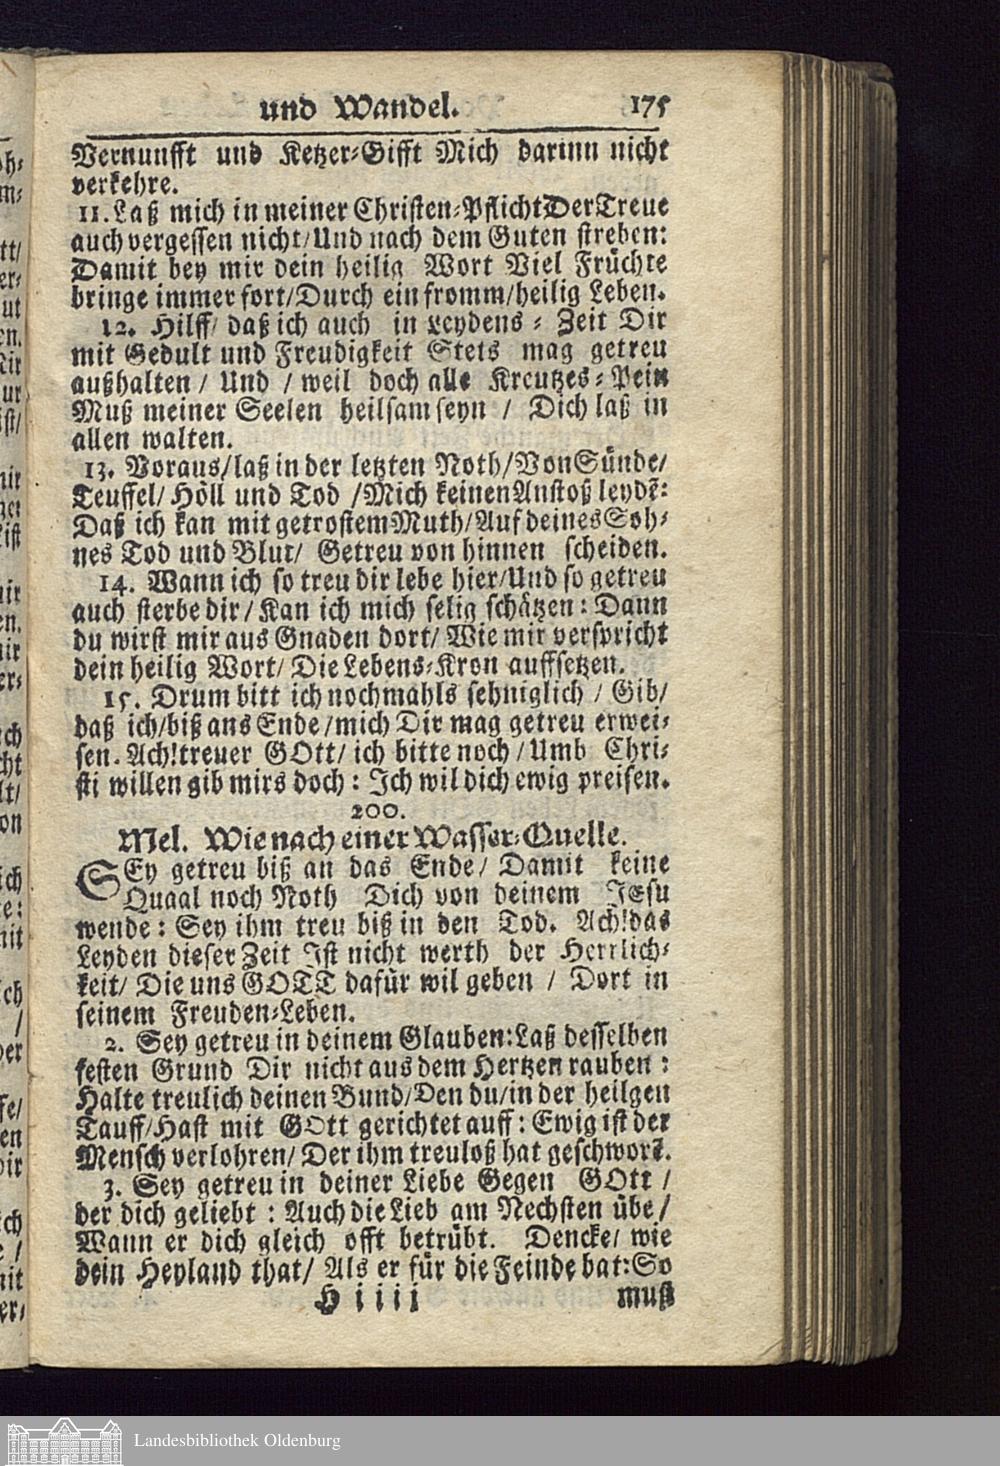 und Wandel. 175
Vernunfft und Ketzer-Gifft Mich darinn nicht
verkehre.
11. Laß mich in meiner Christen-Pflicht Der Treue
auch vergessen nicht/ Und nach dem Guten streben:
Damit bey mir dein heilig Wort Viel Früchte
bringe immer fort/ Durch ein fromm/ heilig Leben.
12. Hilff/ daß ich auch in Leydens-Zeit Dir
mit Gedult und Freudigkeit Stets mag getreu
außhalten / Und / weil doch alle Kreutzes-Pein
Muß meiner Seelen heilsam seyn / Dich laß in
allen walten.
13. Voraus/ laß in der letzten Noth/ Von Sünde/
Teuffel/ Höll und Tod / Mich keinen Anstoß leydẽ:
Daß ich kan mit getrostem Muth/ Auf deines Soh-
nes Tod und Blut/ Getreu von hinnen scheiden.
14. Wann ich so treu dir lebe hier/ Und so getreu
auch sterbe dir/ Kan ich mich selig schätzen: Dann
du wirst mir aus Gnaden dort/ Wie mir verspricht
dein heilig Wort/ Die Lebens-Kron auffsetzen.
15. Drum bitt ich nochmahls sehniglich / Gib/
daß ich/ biß ans Ende/ mich Dir mag getreu erwei-
sen. Ach! treuer GOtt/ ich bitte noch/ Umb Chri-
sti willen gib mirs doch: Ich wil dich ewig preisen.
200.
Mel. Wie nach einer Wasser-Quelle.
SEy getreu biß an das Ende/ Damit keine
Quaal noch Noth Dich von deinem JEsu
wende: Sey ihm treu biß in den Tod. Ach! das
Leyden dieser Zeit Ist nicht werth der Herrlich-
keit/ Die uns GOTT dafür wil geben / Dort in
seinem Freuden-Leben.
2. Sey getreu in deinem Glauben: Laß desselben
festen Grund Dir nicht aus dem Hertzen rauben:
Halte treulich deinen Bund/ Den du/ in der heilgen
Tauff/ Hast mit GOtt gerichtet auff: Ewig ist der
Mensch verlohren/ Der ihm treuloß hat geschworẽ.
3. Sey getreu in deiner Liebe Gegen GOtt /
der dich geliebt: Auch die Lieb am Nechsten übe/
Wann er dich gleich offt betrübt. Dencke/ wie
dein Heyland that/ Als er für die Feinde bat: So
H iiii muß
Landesbibliothek Oldenburg